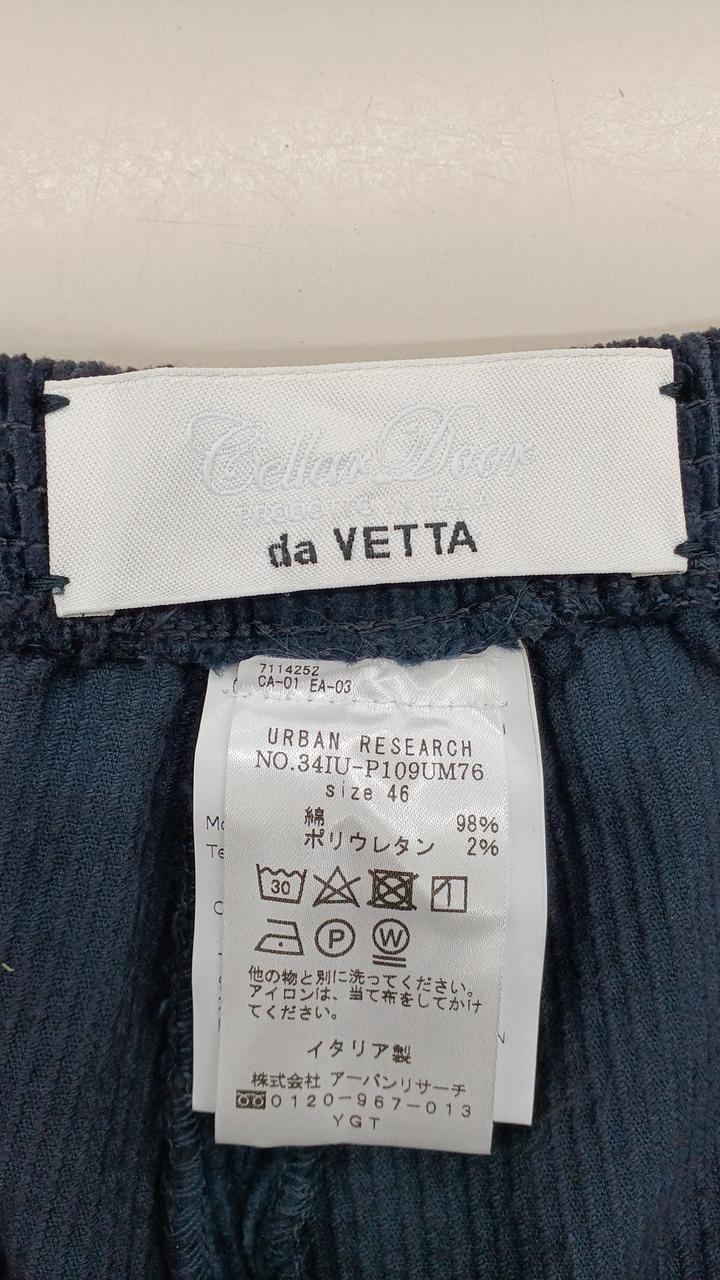 Cellar Door
PROGETTO IN ITALIA
da VETTA
7114252
CA-01 EA-03
URBAN RESEARCH
NO.34IU-P109UM76
size 46
綿 98%
ポリウレタン 2%
30
P W
他の物と別に洗ってください。
アイロンは、当て布をしてかけ
てください。
イタリア製
株式会社 アーバンリサーチ
0120-967-013
YGT